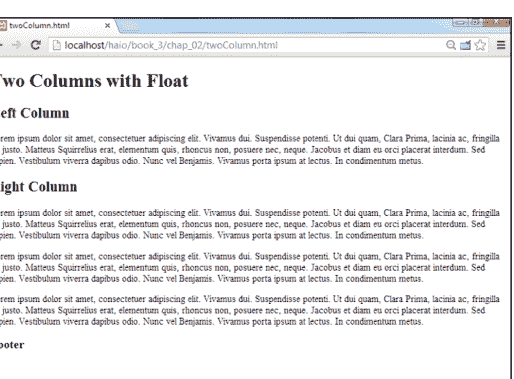 twoColumn.html
localhost/haio/book_3/chap_02/twoColumn.html
wo Columns with Float
eft Column
rem ipsum dolor sit amet, consectetuer adipiscing elit. Vivamus dui. Suspendisse potenti. Ut dui quam, Clara Prima, lacinia ac, fringilla
justo. Matteus Squirrelius erat, elementum quis, rhoncus non, posuere nec, neque. Jacobus et diam eu orci placerat interdum. Sed
pien. Vestibulum viverra dapibus odio. Nunc vel Benjamis. Vivamus porta ipsum at lectus. In condimentum metus.
ight Column
rem ipsum dolor sit amet, consectetuer adipiscing elit. Vivamus dui. Suspendisse potenti. Ut dui quam, Clara Prima, lacinia ac, fringilla
justo. Matteus Squirrelius erat, elementum quis, rhoncus non, posuere nec, neque. Jacobus et diam eu orci placerat interdum. Sed
pien. Vestibulum viverra dapibus odio. Nunc vel Benjamis. Vivamus porta ipsum at lectus. In condimentum metus.
rem ipsum dolor sit amet, consectetuer adipiscing elit. Vivamus dui. Suspendisse potenti. Ut dui quam, Clara Prima, lacinia ac, fringilla
justo. Matteus Squirrelius erat, elementum quis, rhoncus non, posuere nec, neque. Jacobus et diam eu orci placerat interdum. Sed
pien. Vestibulum viverra dapibus odio. Nunc vel Benjamis. Vivamus porta ipsum at lectus. In condimentum metus.
rem ipsum dolor sit amet, consectetuer adipiscing elit. Vivamus dui. Suspendisse potenti. Ut dui quam, Clara Prima, lacinia ac, fringilla
justo. Matteus Squirrelius erat, elementum quis, rhoncus non, posuere nec, neque. Jacobus et diam eu orci placerat interdum. Sed
pien. Vestibulum viverra dapibus odio. Nunc vel Benjamis. Vivamus porta ipsum at lectus. In condimentum metus.
ooter